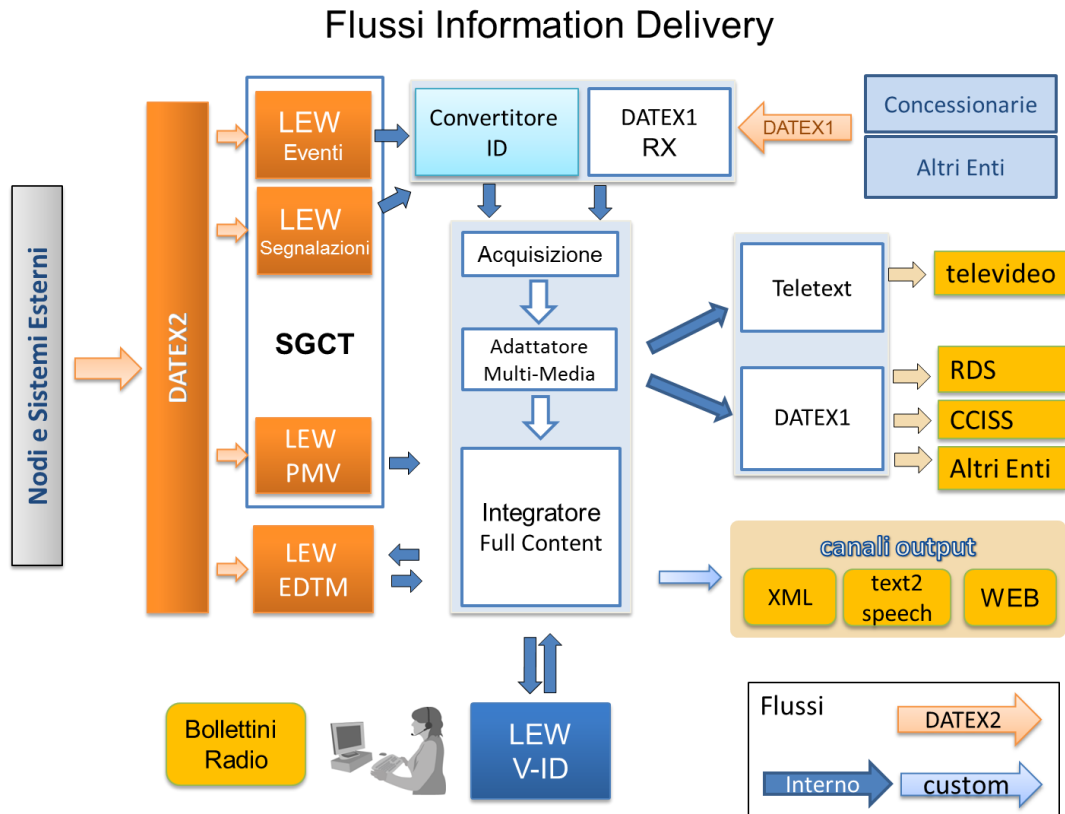 Flussi Information Delivery
Nodi e Sistemi Esterni
DATEX2
LEW
Eventi
LEW
Segnalazioni
SGCT
LEW
PMV
LEW
EDTM
Convertitore
ID
DATEX1
RX
DATEX1
Concessionarie
Altri Enti
Acquisizione
Adattatore
Multi-Media
Integratore
Full Content
Teletext
DATEX1
televideo
RDS
CCISS
Altri Enti
canali output
XML
text2
speech
WEB
Bollettini
Radio
LEW
V-ID
Flussi
DATEX2
Interno
custom